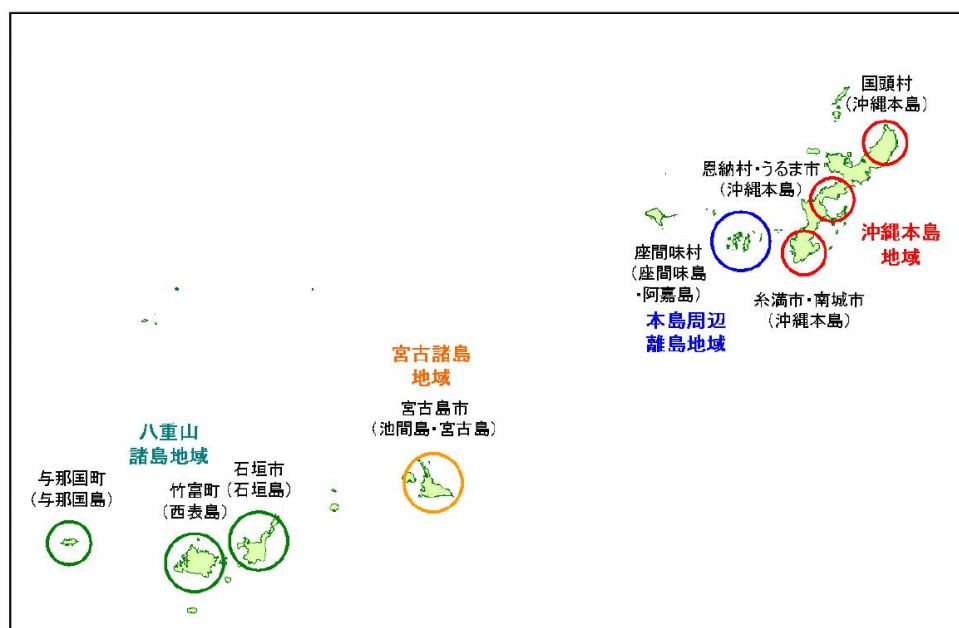 国頭村
(沖縄本島)
恩納村・うるま市
(沖縄本島)
沖縄本島
地域
座間味村
(座間味島
・阿嘉島)
糸満市・南城市
(沖縄本島)
本島周辺
離島地域
宮古諸島
地域
宮古島市
(池間島・宮古島)
八重山
諸島地域
石垣市
(石垣島)
与那国町
(与那国島)
竹富町
(西表島)